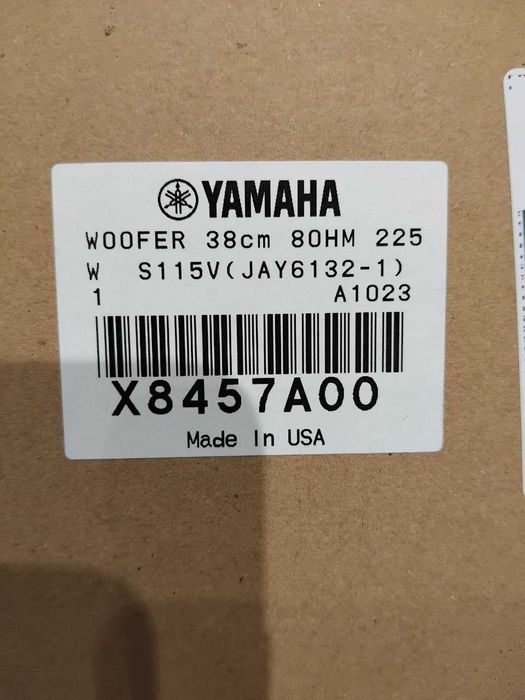 YAMAHA
WOOFER 38cm 8OHM 225
W S115V(JAY6132-1)
1 A1023
X8457A00
Made In USA